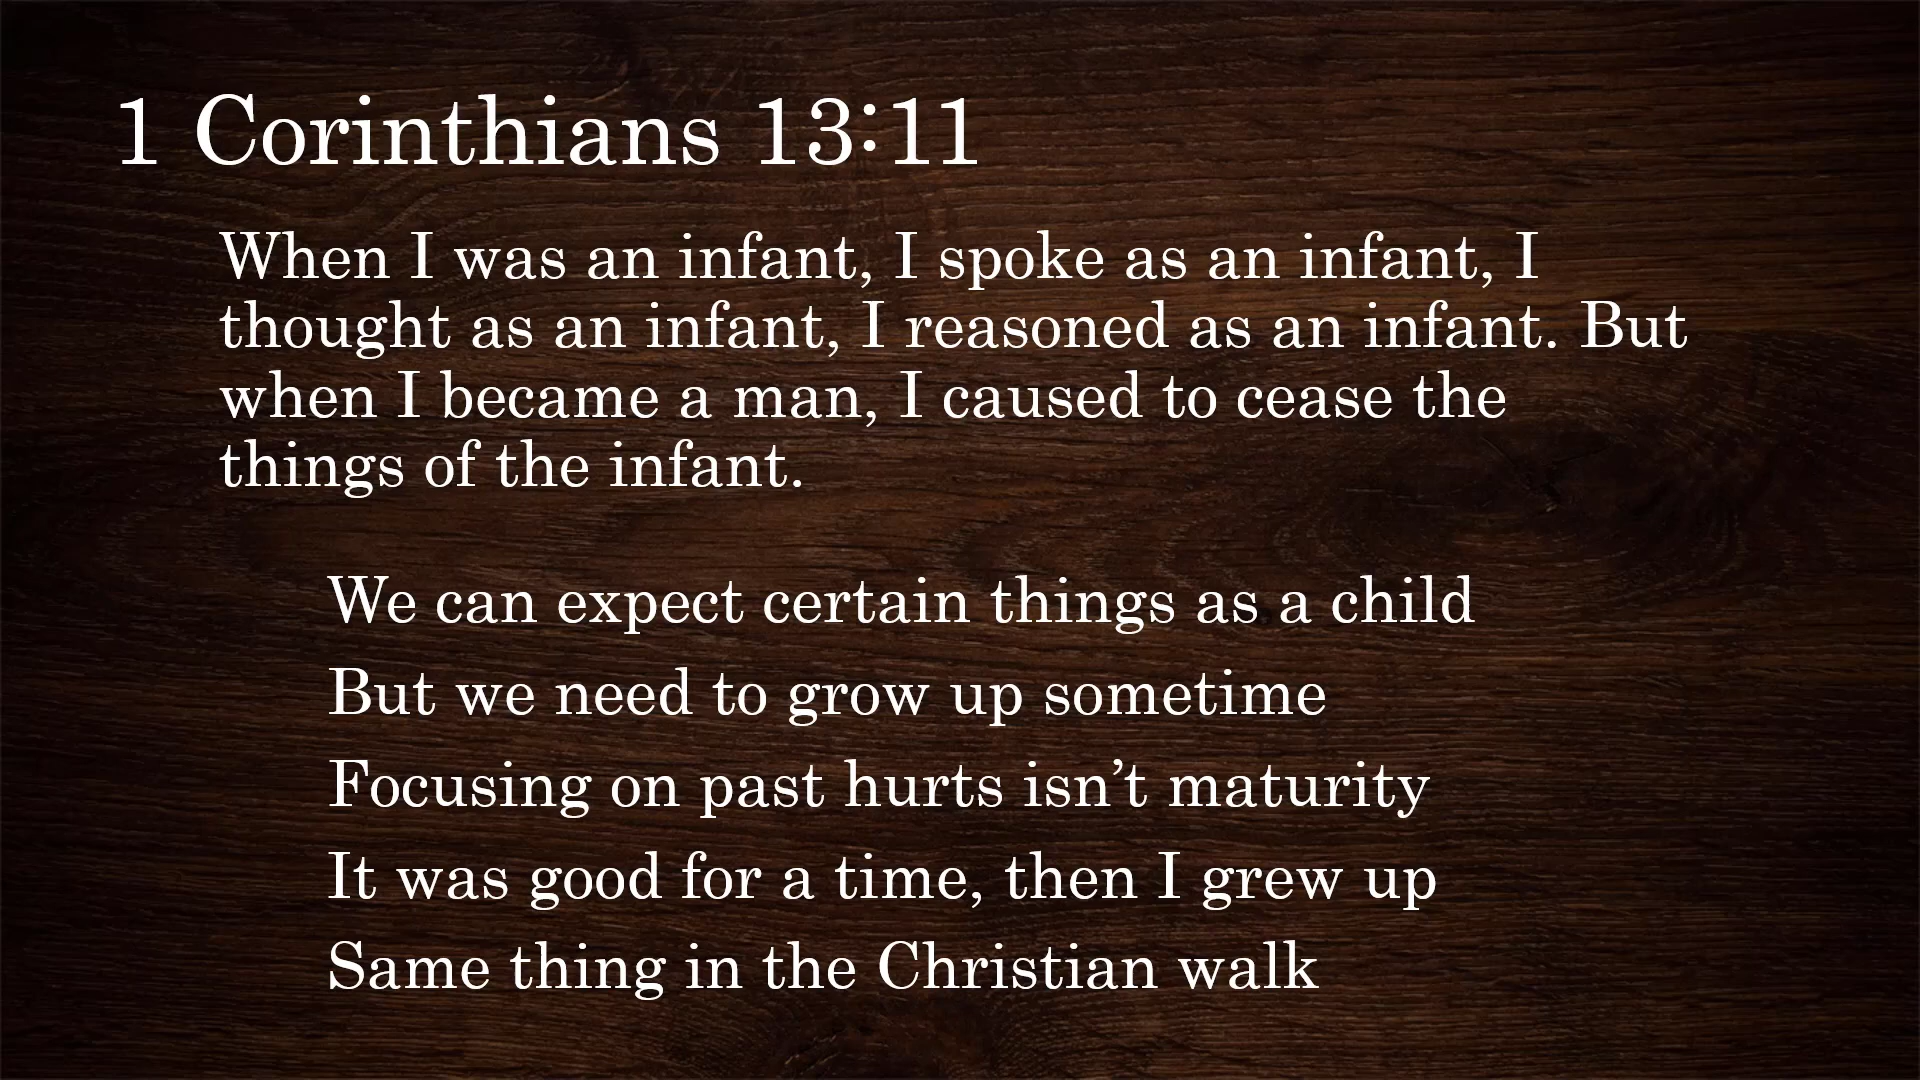 1 Corinthians 13:11
When I was an infant, I spoke as an infant, I
thought as an infant, I reasoned as an infant. But
when I became a man, I caused to cease the
things of the infant.
We can expect certain things as a child
But we need to grow up sometime
Focusing on past hurts isn’t maturity
It was good for a time, then I grew up
Same thing in the Christian walk